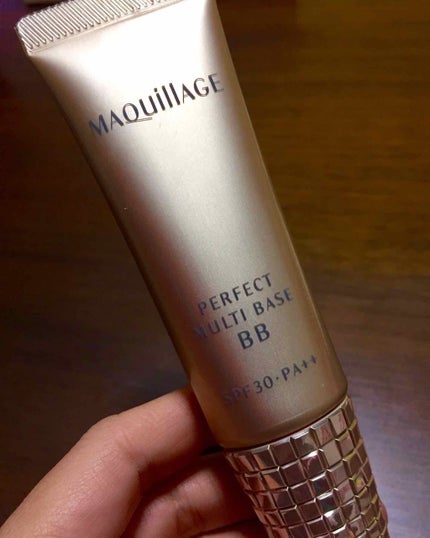 MAQuillAGE
PERFECT
MULTI BASE
BB
SPF30·PA++